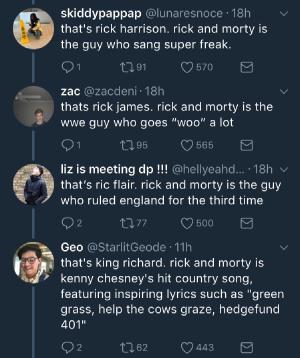 skiddypappap @lunaresnoce · 18h
that's rick harrison. rick and morty is
the guy who sang super freak.
1 91 570
zac @zacdeni · 18h
thats rick james. rick and morty is the
wwe guy who goes "woo" a lot
1 95 565
liz is meeting dp !!! @hellyeahd... · 18h
that's ric flair. rick and morty is the guy
who ruled england for the third time
2 77 500
Geo @StarlitGeode · 11h
that's king richard. rick and morty is
kenny chesney's hit country song,
featuring inspiring lyrics such as "green
grass, help the cows graze, hedgefund
401"
2 62 443